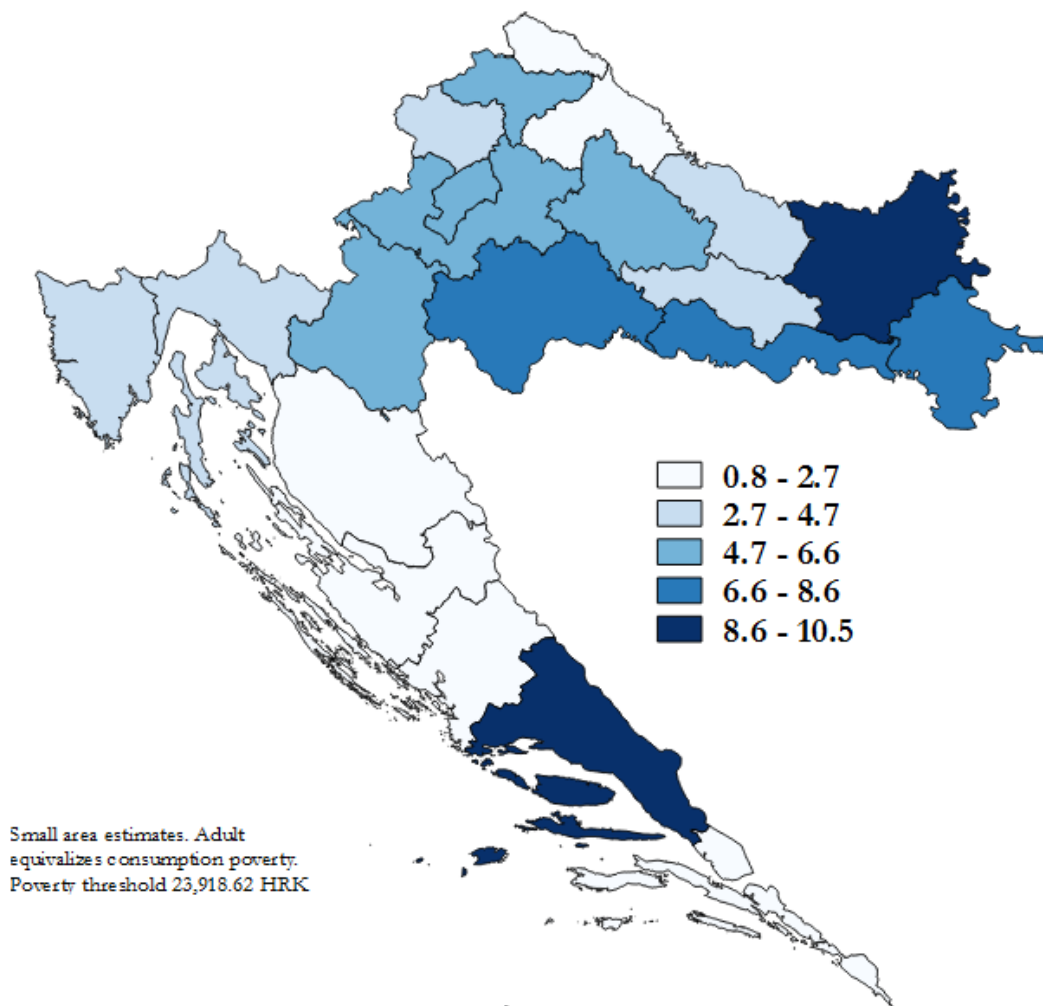 0.8 - 2.7
2.7 - 4.7
4.7 - 6.6
6.6 - 8.6
8.6 - 10.5
Small area estimates. Adult
equivalizes consumption poverty.
Poverty threshold 23,918.62 HRK